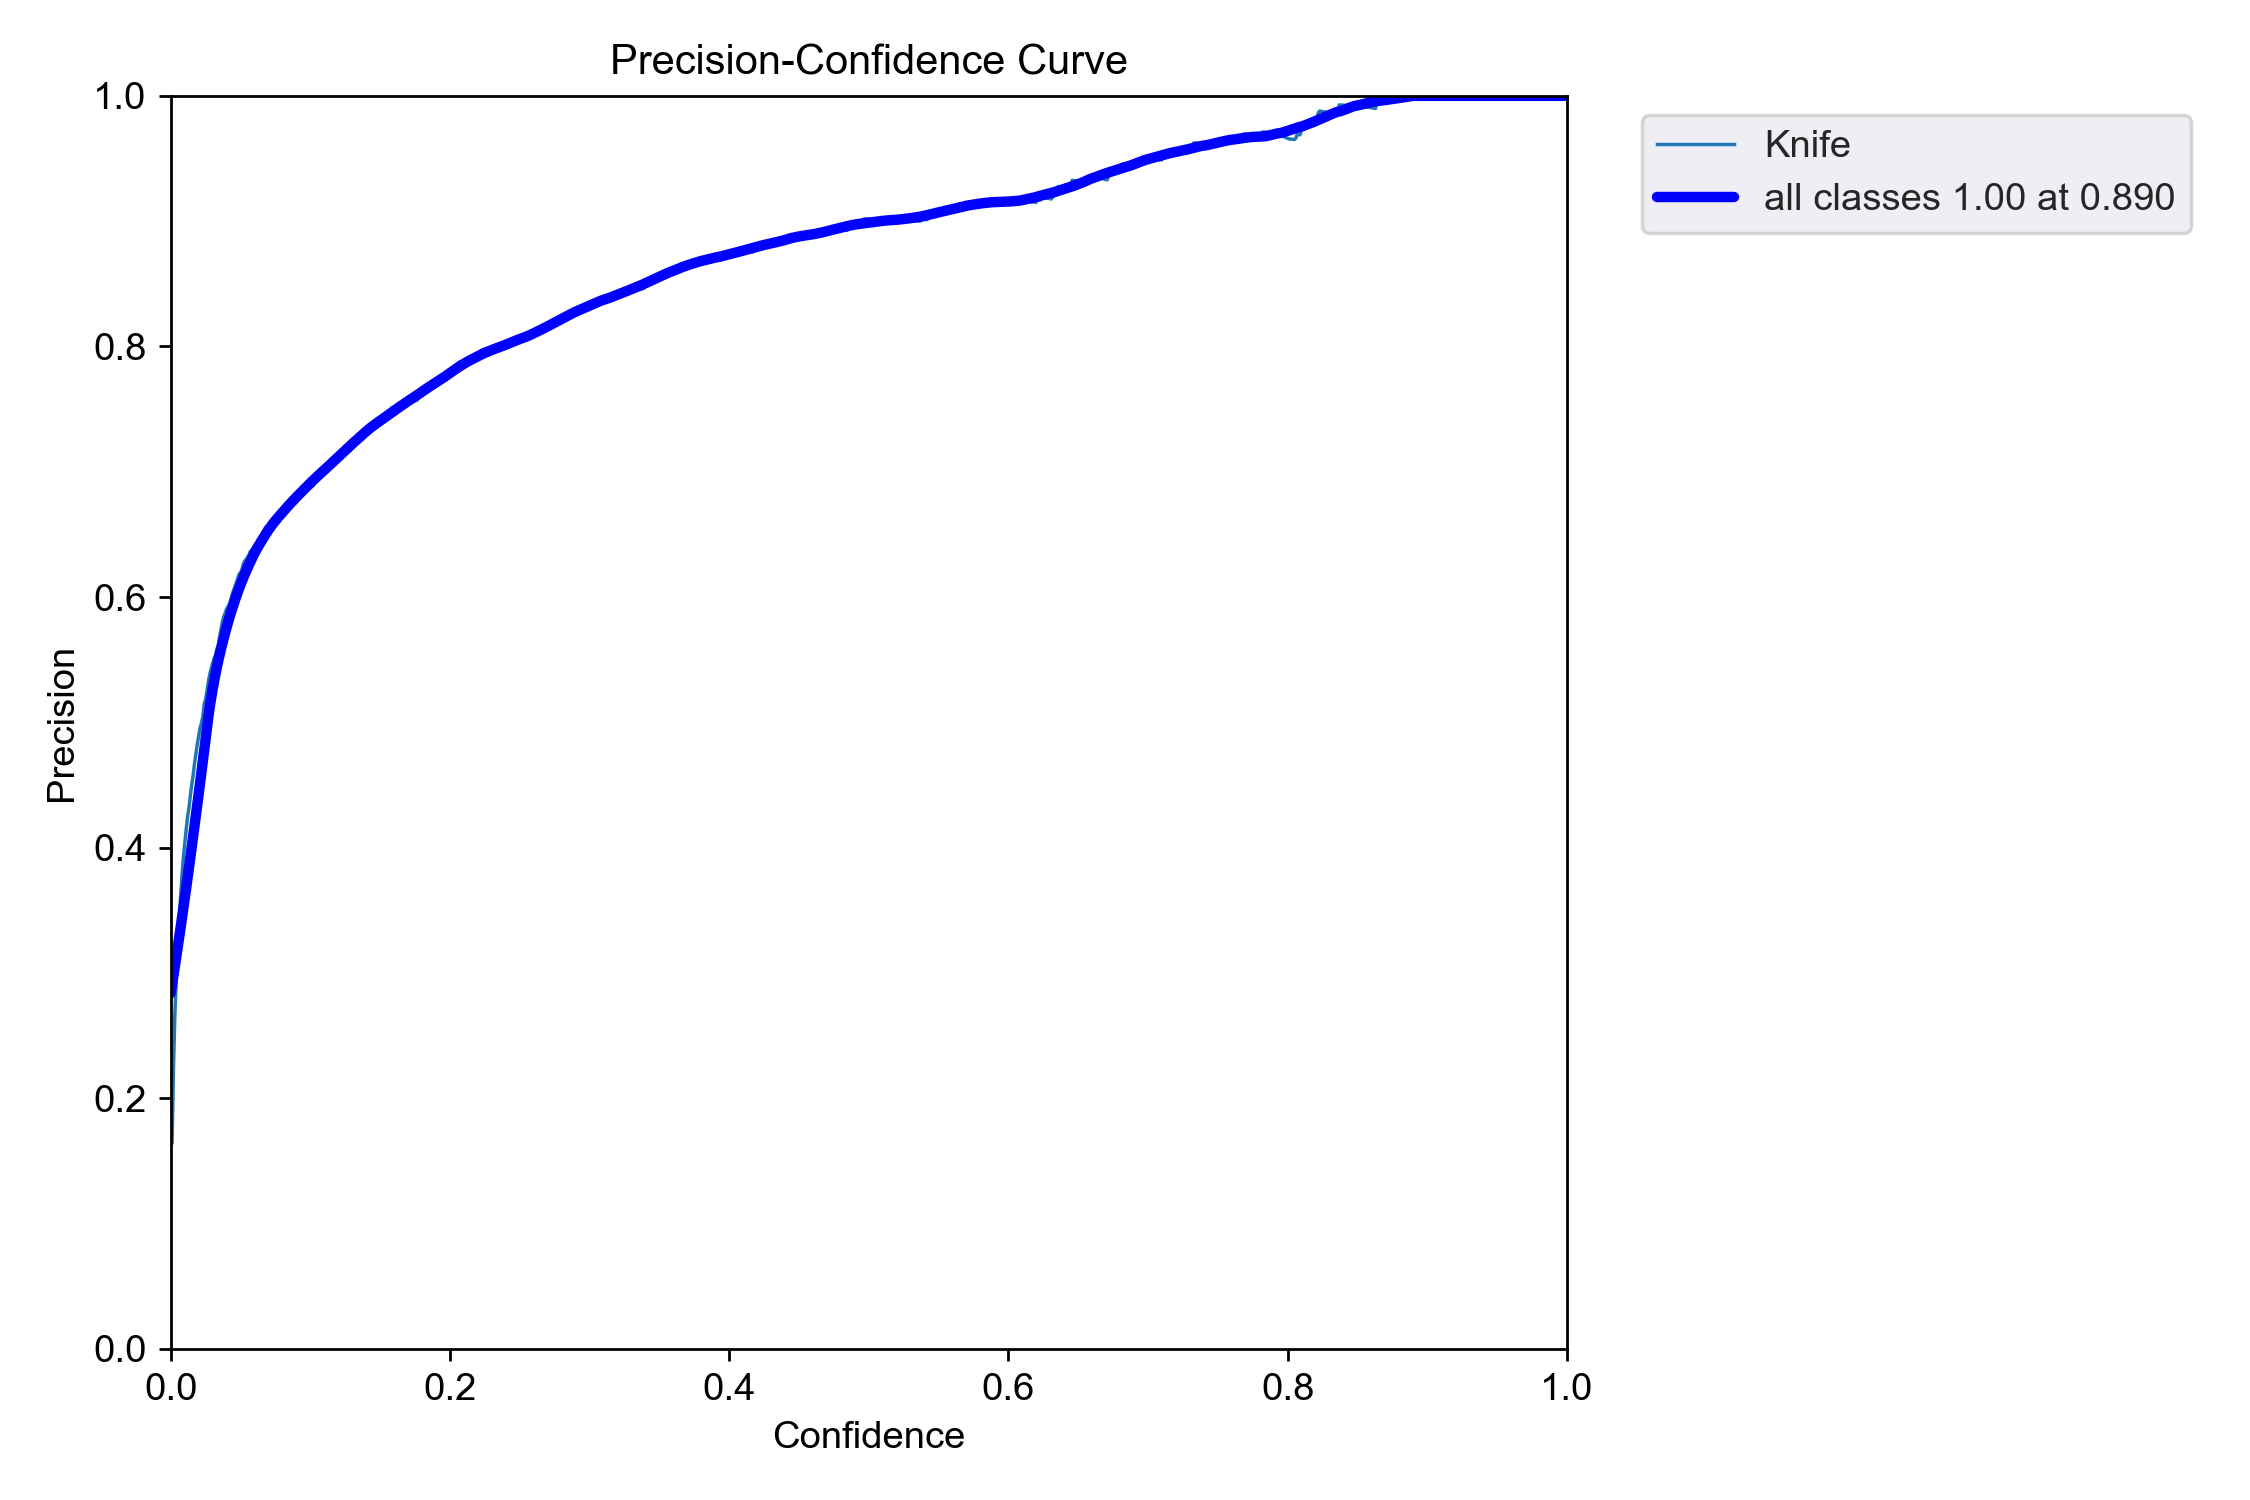 Precision-Confidence Curve
1.0
0.8
0.6
0.4
0.2
0.0
Precision
0.0 0.2 0.4 0.6 0.8 1.0
Confidence
Knife
all classes 1.00 at 0.890